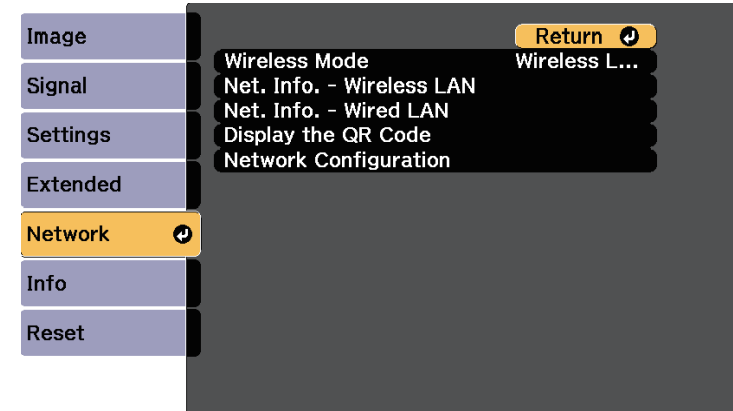 Image
Signal
Settings
Extended
Network
Info
Reset
Return
Wireless Mode Wireless L...
Net. Info. - Wireless LAN
Net. Info. - Wired LAN
Display the QR Code
Network Configuration